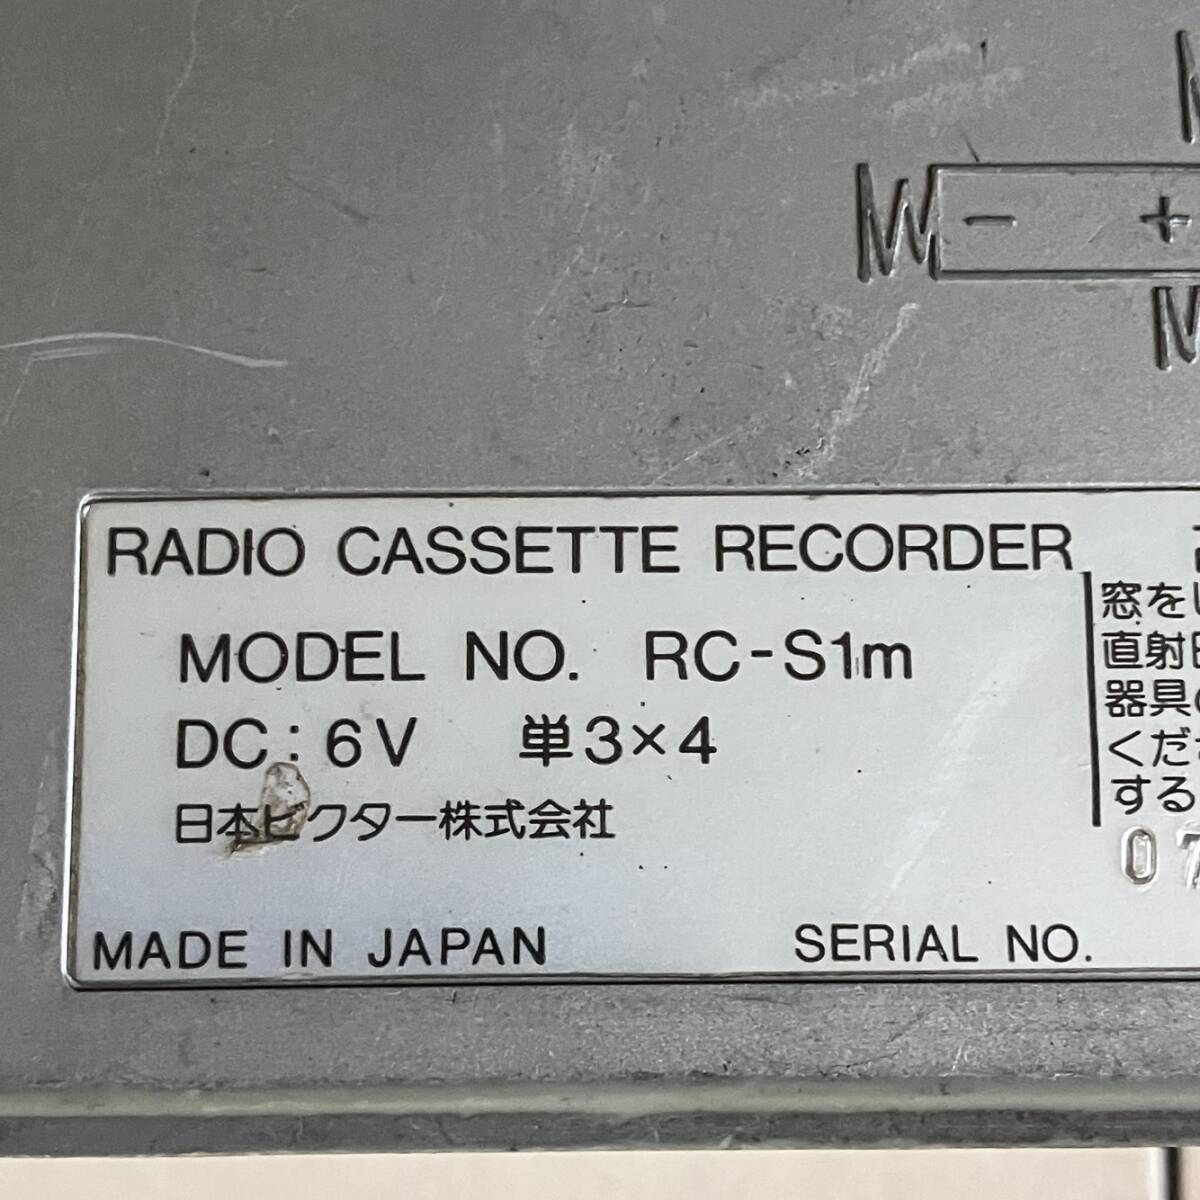 M
M - +
M
RADIO CASSETTE RECORDER
MODEL NO. RC-S1m
DC: 6V 単3×4
日本ビクター株式会社
MADE IN JAPAN
SERIAL NO.
窓をし
直射日
器具の
くださ
する
07